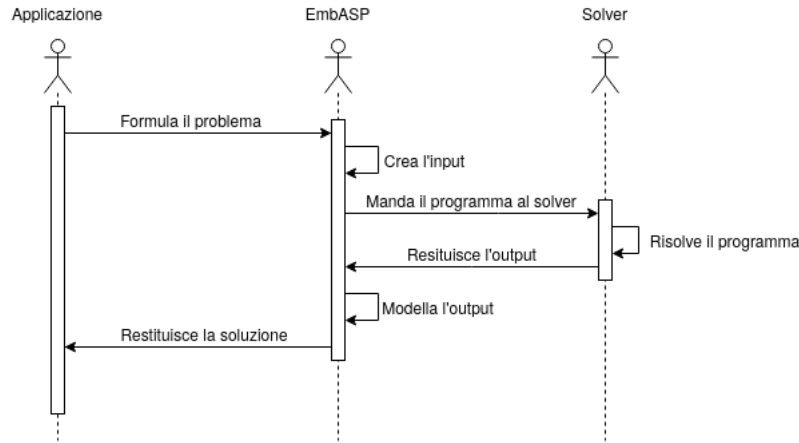 Applicazione
EmbASP
Solver
Formula il problema
Crea l'input
Manda il programma al solver
Risolve il programma
Resituisce l'output
Modella l'output
Restituisce la soluzione